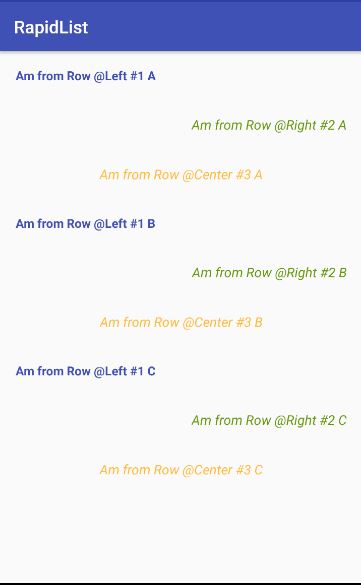 RapidList
Am from Row @Left #1 A
Am from Row @Right #2 A
Am from Row @Center #3 A
Am from Row @Left #1 B
Am from Row @Right #2 B
Am from Row @Center #3 B
Am from Row @Left #1 C
Am from Row @Right #2 C
Am from Row @Center #3 C